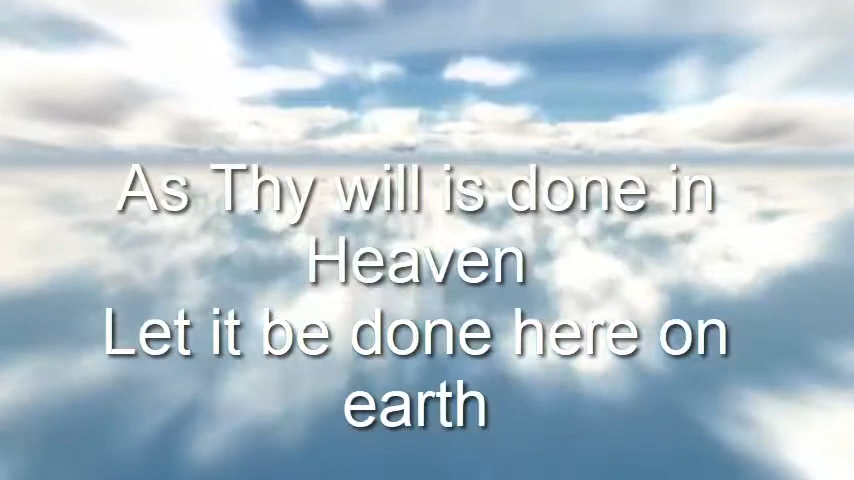 As Thy will is done in
Heaven
Let it be done here on
earth